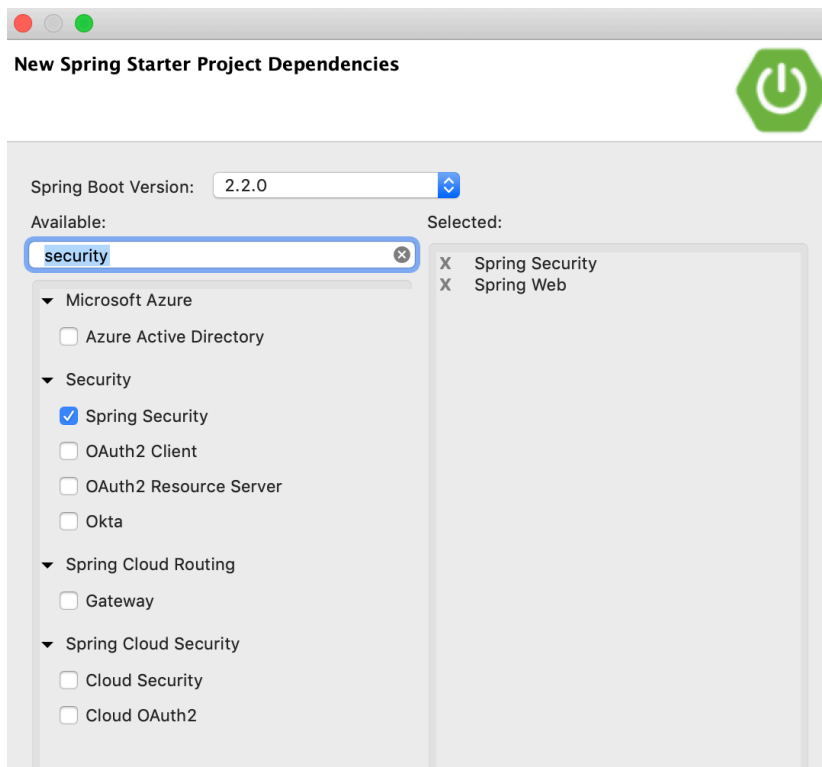 New Spring Starter Project Dependencies
Spring Boot Version: 2.2.0
Available:
security
Microsoft Azure
Azure Active Directory
Security
Spring Security
OAuth2 Client
OAuth2 Resource Server
Okta
Spring Cloud Routing
Gateway
Spring Cloud Security
Cloud Security
Cloud OAuth2
Selected:
X Spring Security
X Spring Web